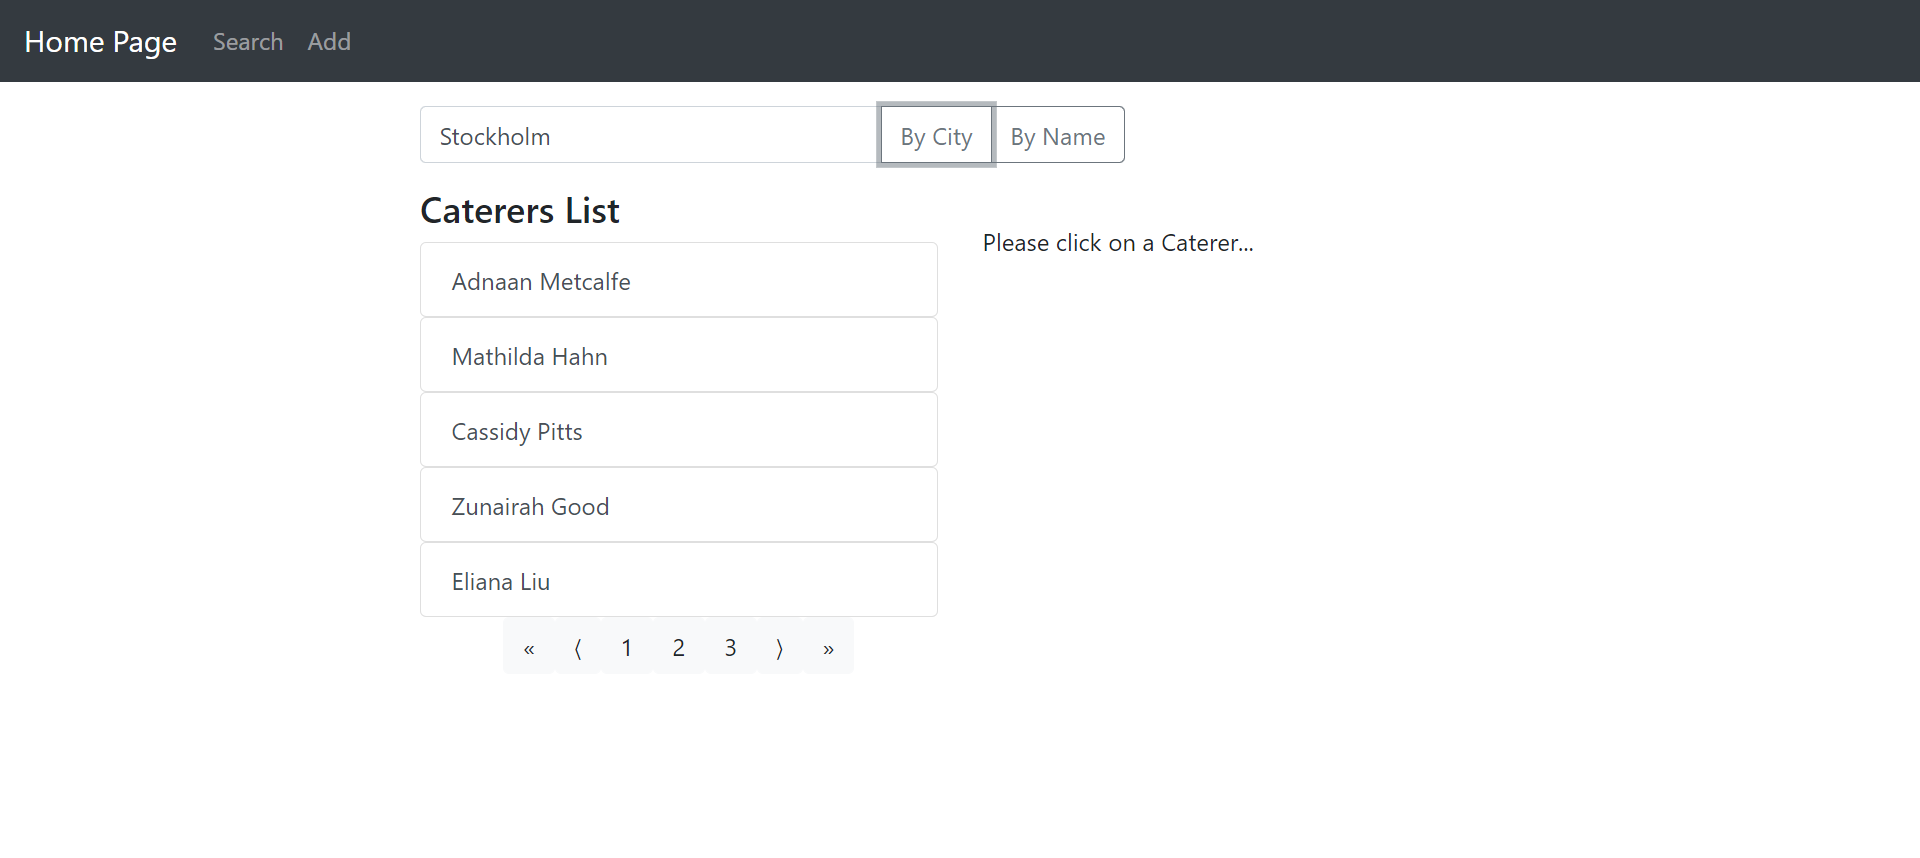 Home Page Search Add
Stockholm By City By Name
Caterers List
Please click on a Caterer...
Adnaan Metcalfe
Mathilda Hahn
Cassidy Pitts
Zunairah Good
Eliana Liu
« ⟨ 1 2 3 ⟩ »